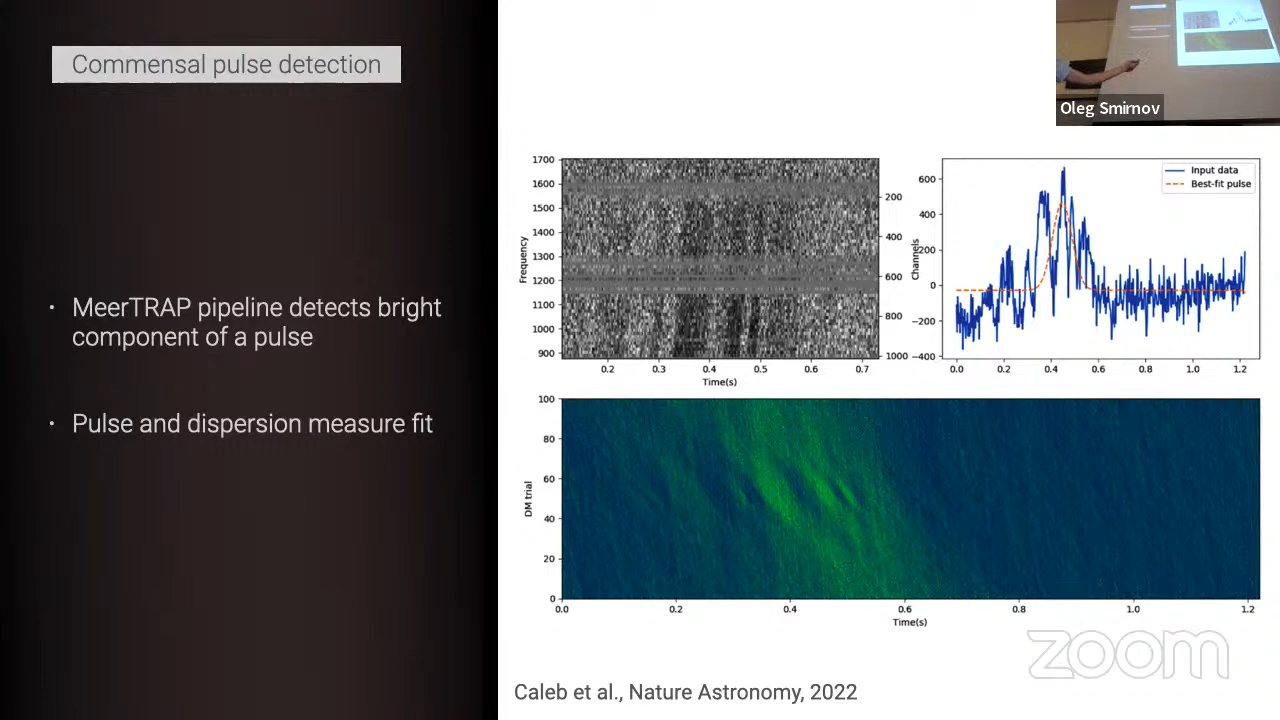 Commensal pulse detection
• MeerTRAP pipeline detects bright
component of a pulse
• Pulse and dispersion measure fit
Oleg Smirnov
1700
1600
1500
1400
1300
1200
1100
1000
900
Frequency
0.2 0.3 0.4 0.5 0.6 0.7
Time(s)
200
400
600
800
1000
Channels
600
400
200
0
−200
−400
Input data
Best-fit pulse
0.0 0.2 0.4 0.6 0.8 1.0 1.2
100
80
60
40
20
0
DM trial
0.0 0.2 0.4 0.6 0.8 1.0 1.2
Time(s)
zoom
Caleb et al., Nature Astronomy, 2022